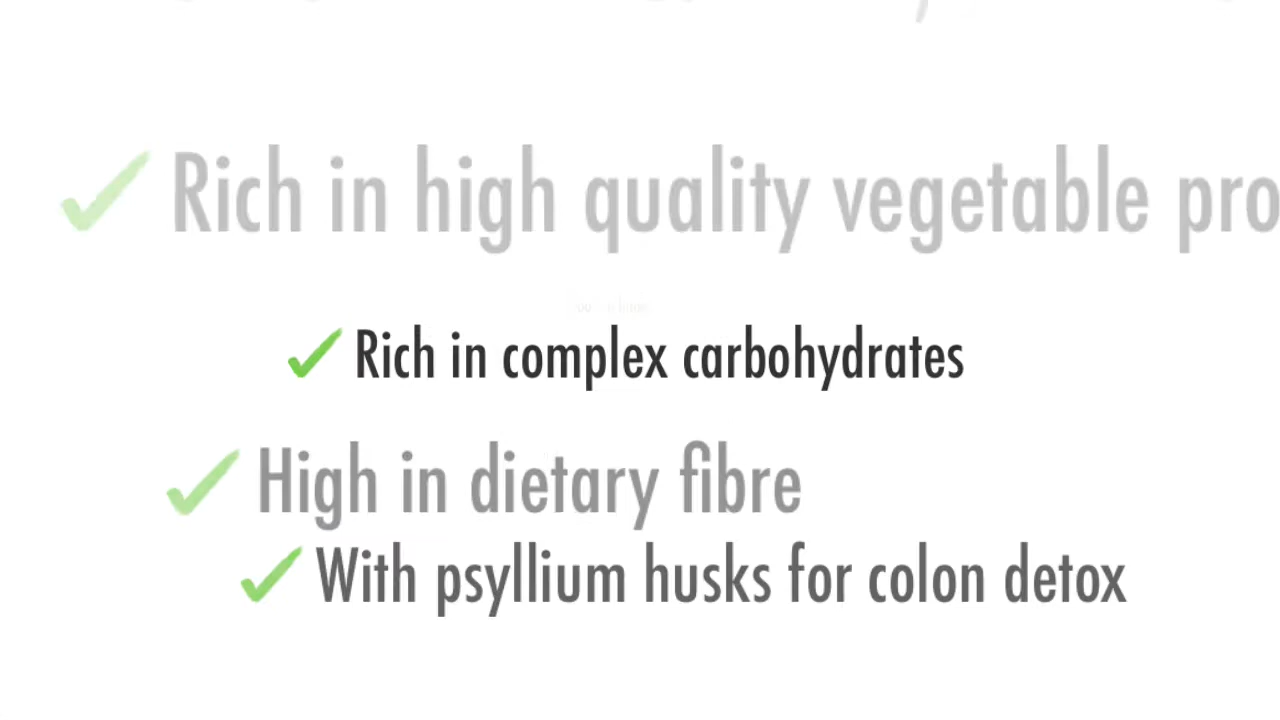 Rich in high quality vegetable pro
Rich in complex carbohydrates
High in dietary fibre
With psyllium husks for colon detox